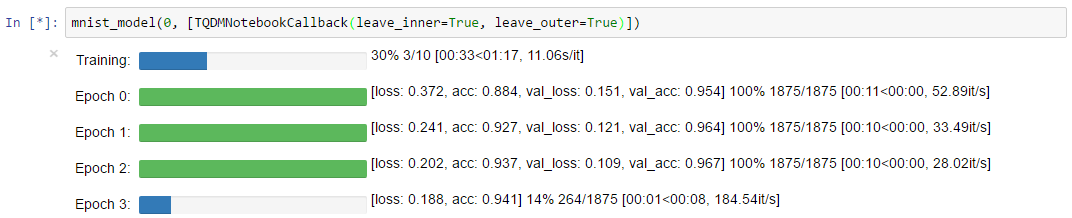 In [*]: mnist_model(0, [TQDMNotebookCallback(leave_inner=True, leave_outer=True)])
× Training: 30% 3/10 [00:33<01:17, 11.06s/it]
Epoch 0: [loss: 0.372, acc: 0.884, val_loss: 0.151, val_acc: 0.954] 100% 1875/1875 [00:11<00:00, 52.89it/s]
Epoch 1: [loss: 0.241, acc: 0.927, val_loss: 0.121, val_acc: 0.964] 100% 1875/1875 [00:10<00:00, 33.49it/s]
Epoch 2: [loss: 0.202, acc: 0.937, val_loss: 0.109, val_acc: 0.967] 100% 1875/1875 [00:10<00:00, 28.02it/s]
Epoch 3: [loss: 0.188, acc: 0.941] 14% 264/1875 [00:01<00:08, 184.54it/s]